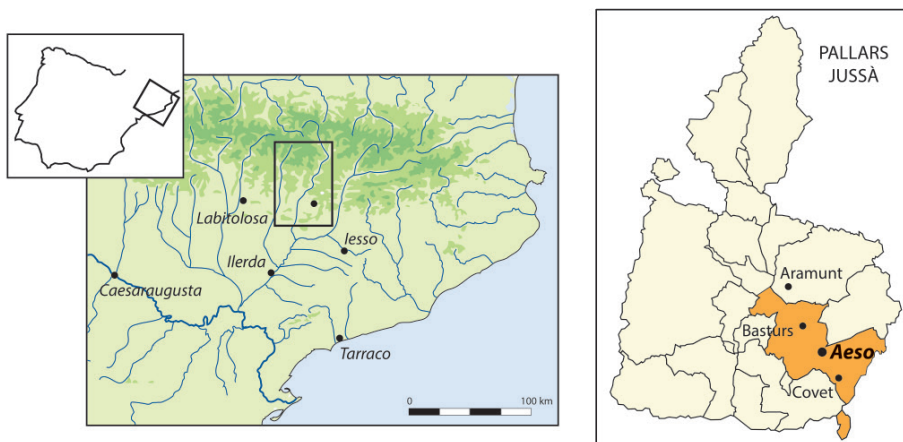 Labitolosa
Iesso
Ilerda
Caesaraugusta
Tarraco
0
100 km
PALLARS
JUSSÀ
Aramunt
Basturs
Aeso
Covet